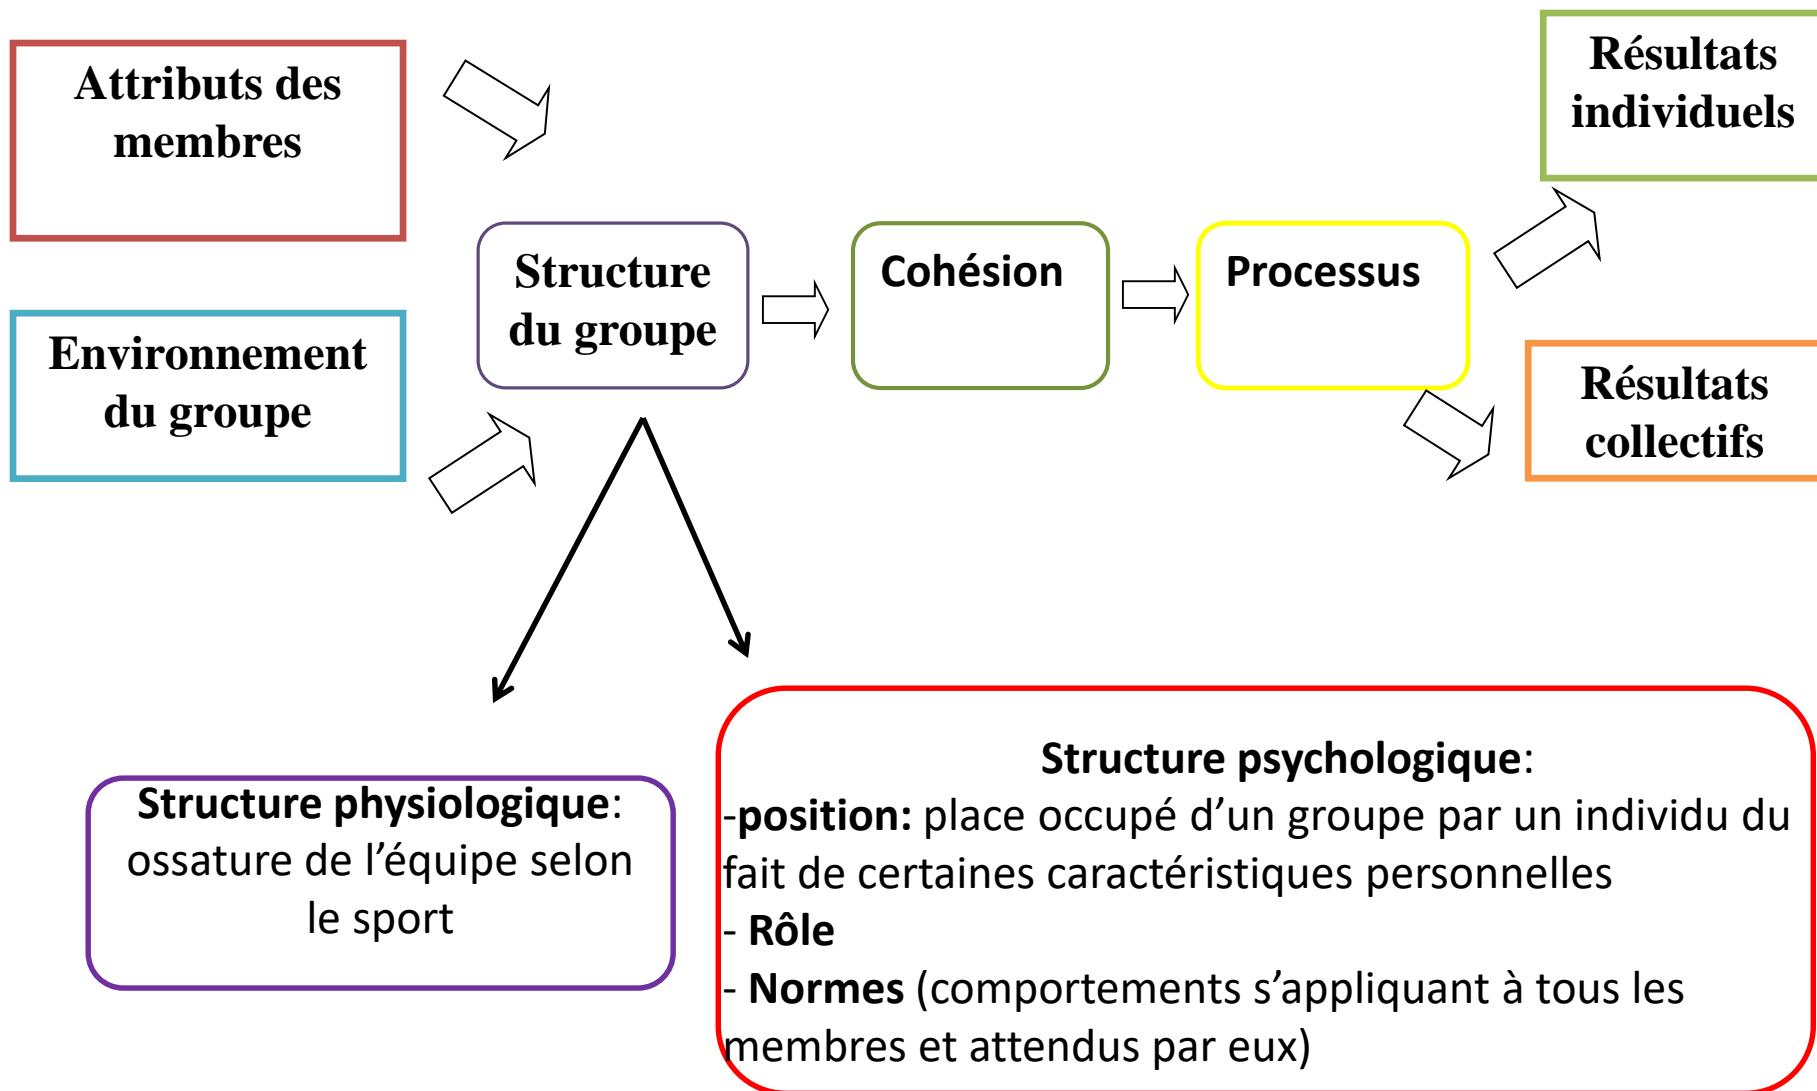 Attributs des
membres
Environnement
du groupe
Structure
du groupe
Cohésion
Processus
Résultats
individuels
Résultats
collectifs
Structure physiologique:
ossature de l’équipe selon
le sport
Structure psychologique:
-position: place occupé d’un groupe par un individu du
fait de certaines caractéristiques personnelles
- Rôle
- Normes (comportements s’appliquant à tous les
membres et attendus par eux)